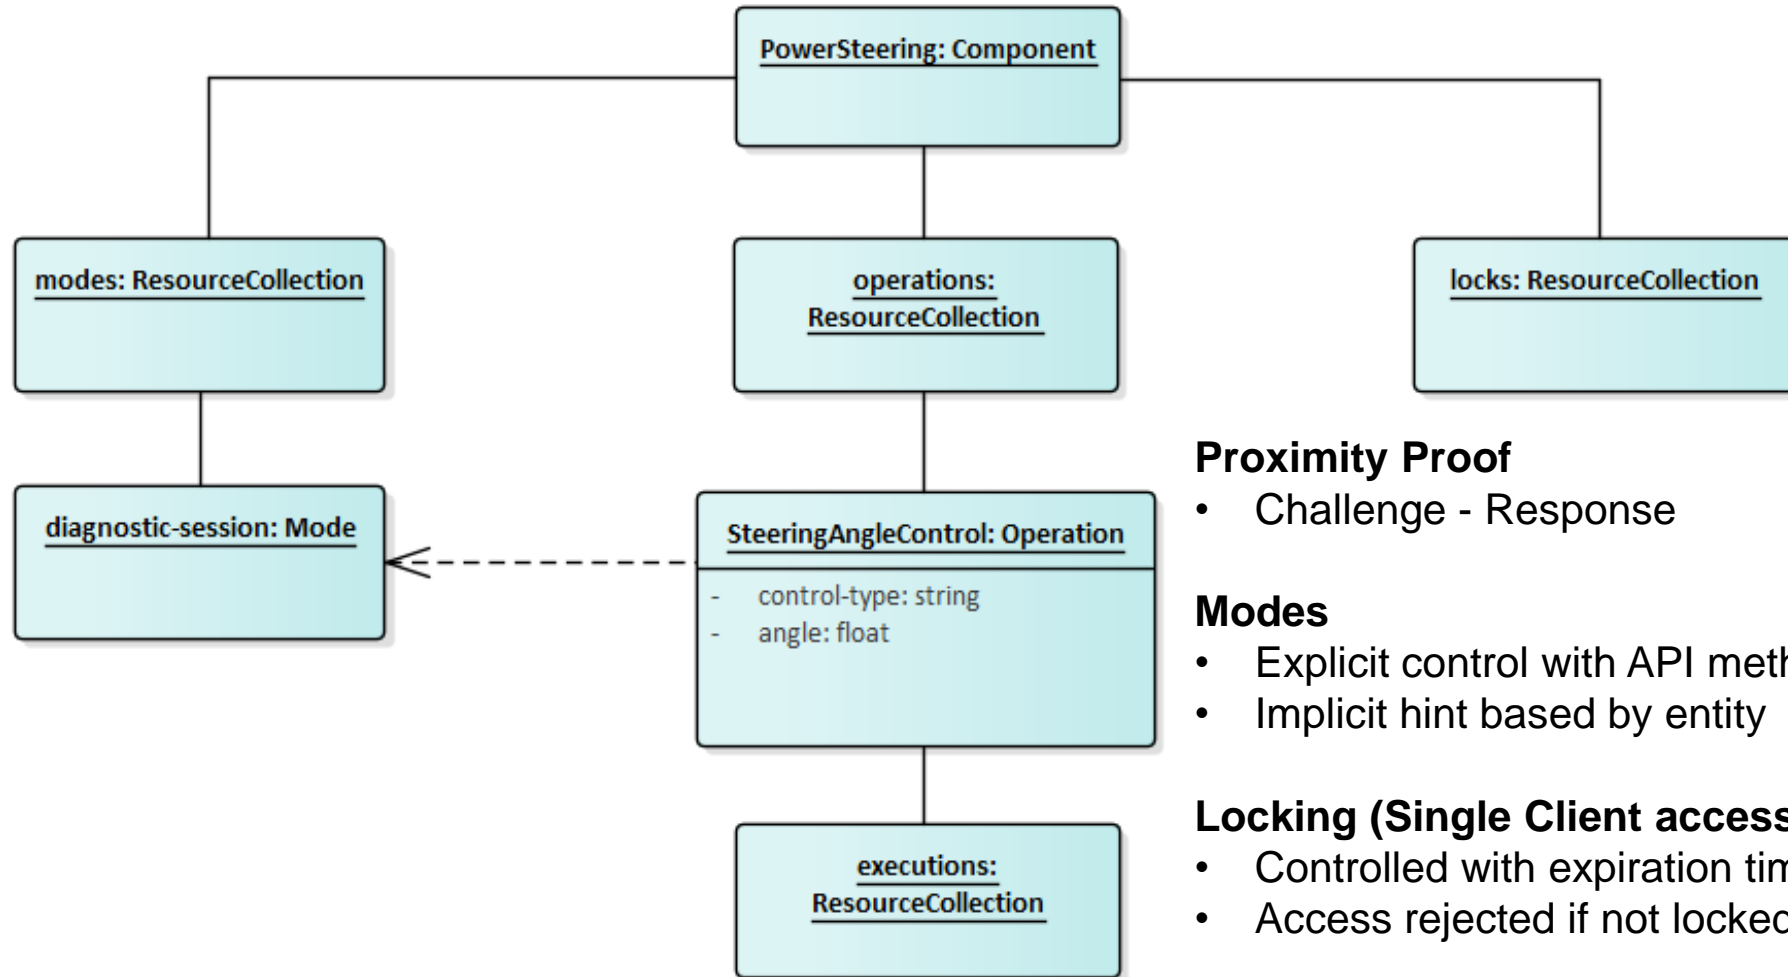 PowerSteering: Component
modes: ResourceCollection
operations:
ResourceCollection
locks: ResourceCollection
diagnostic-session: Mode
SteeringAngleControl: Operation
- control-type: string
- angle: float
executions:
ResourceCollection
Proximity Proof
• Challenge - Response
Modes
• Explicit control with API
• Implicit hint based by entity
Locking (Single Client access
• Controlled with expiration
• Access rejected if not locked